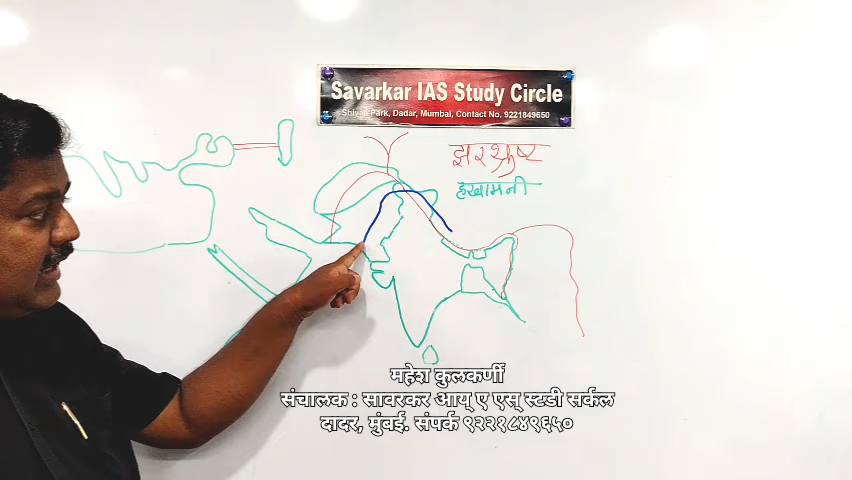 Savarkar IAS Study Circle
Shivaji Park, Dadar, Mumbai, Contact No. 9221849650
झरथ्रुष्ट
हखामनी
महेश कुलकर्णी
संचालक : सावरकर आय् ए एस् स्टडी सर्कल
दादर, मुंबई. संपर्क ९२२१८४९६५०